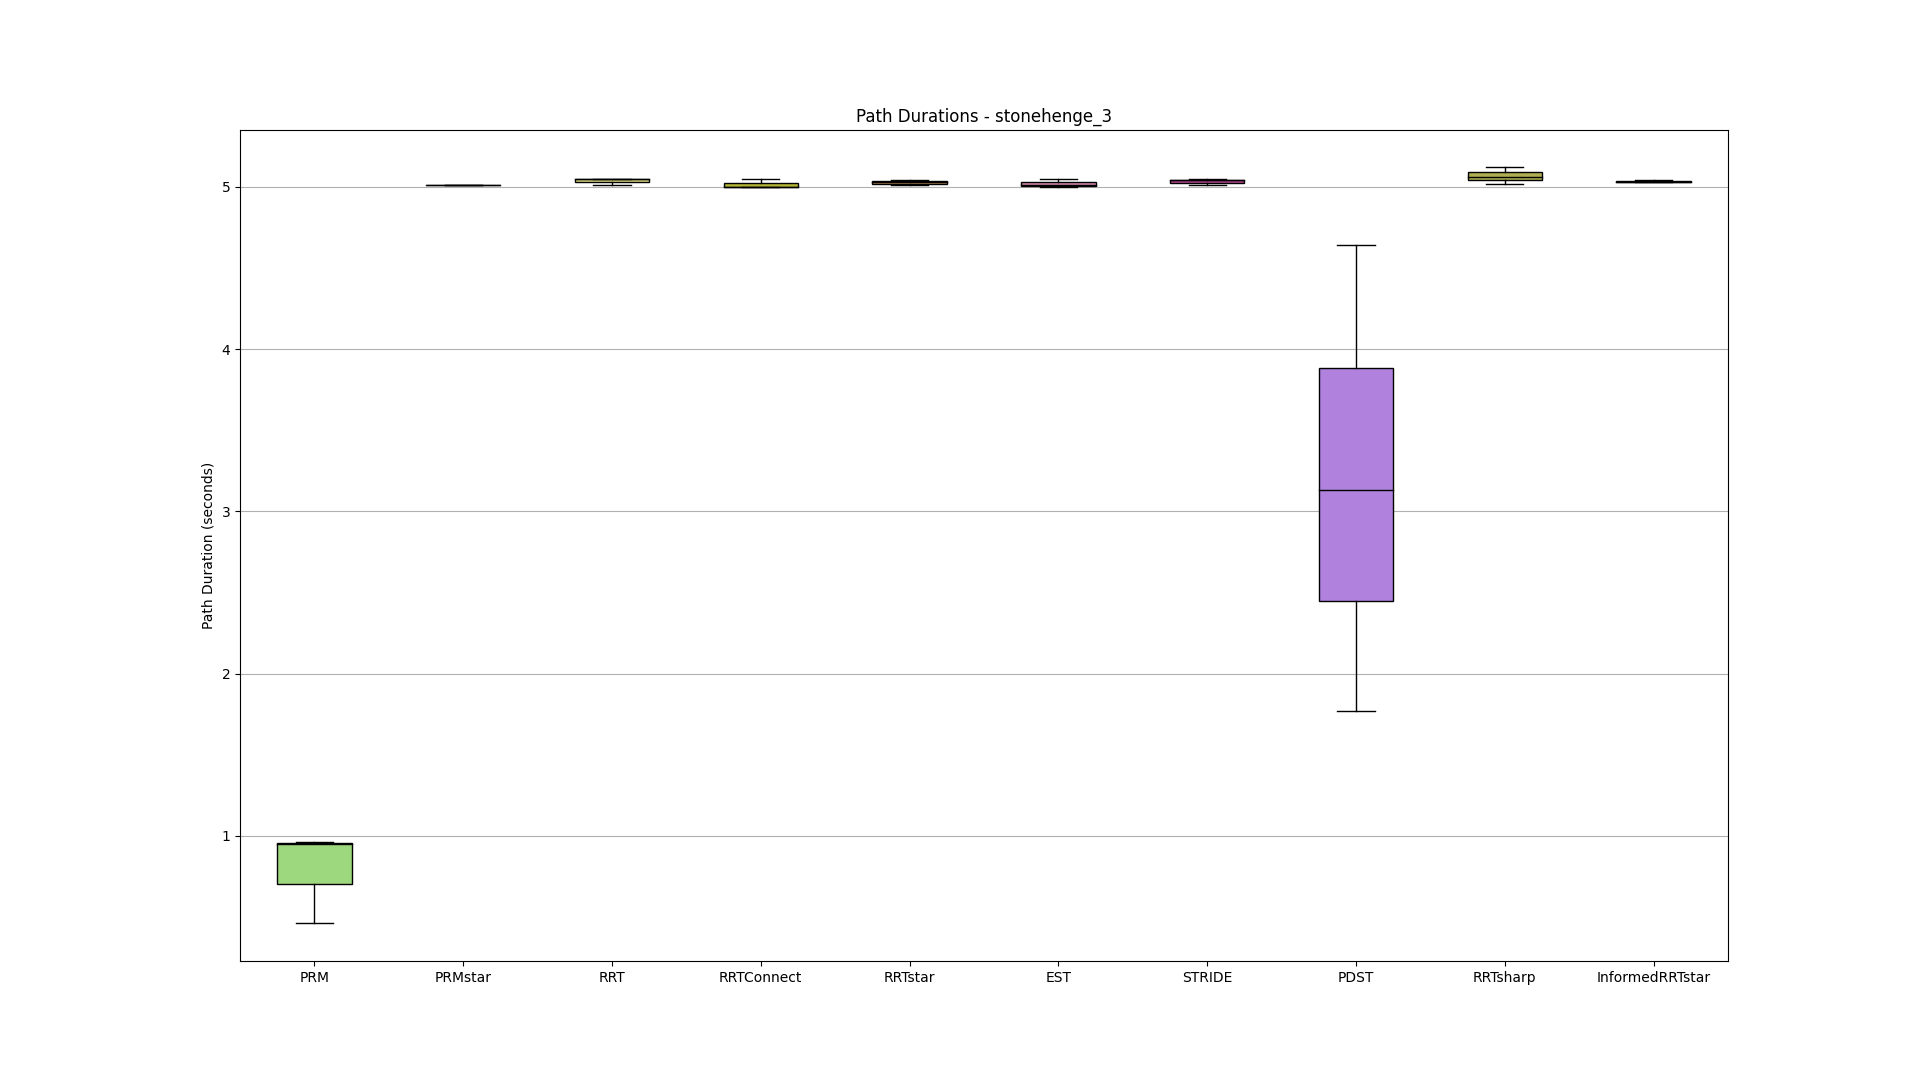 Path Durations - stonehenge_3
Path Duration (seconds)
5
4
3
2
1
PRM PRMstar RRT RRTConnect RRTstar EST STRIDE PDST RRTsharp InformedRRTstar